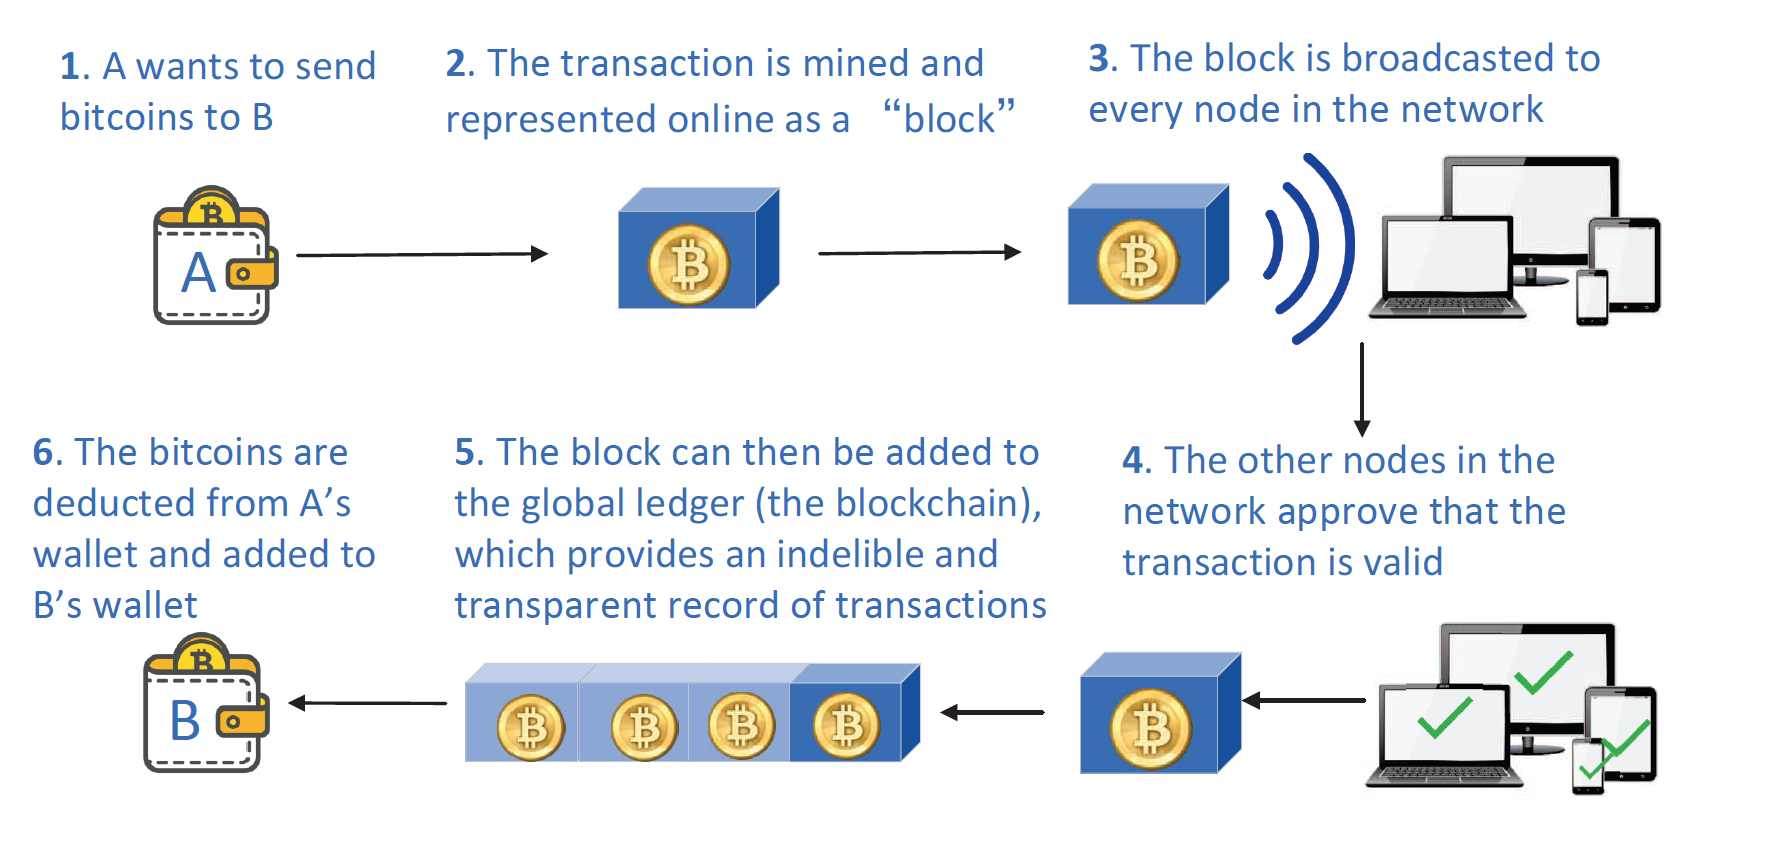 1. A wants to send
bitcoins to B
2. The transaction is mined and
represented online as a “block”
3. The block is broadcasted to
every node in the network
A
4. The other nodes in the
network approve that the
transaction is valid
5. The block can then be added to
the global ledger (the blockchain),
which provides an indelible and
transparent record of transactions
6. The bitcoins are
deducted from A’s
wallet and added to
B’s wallet
B